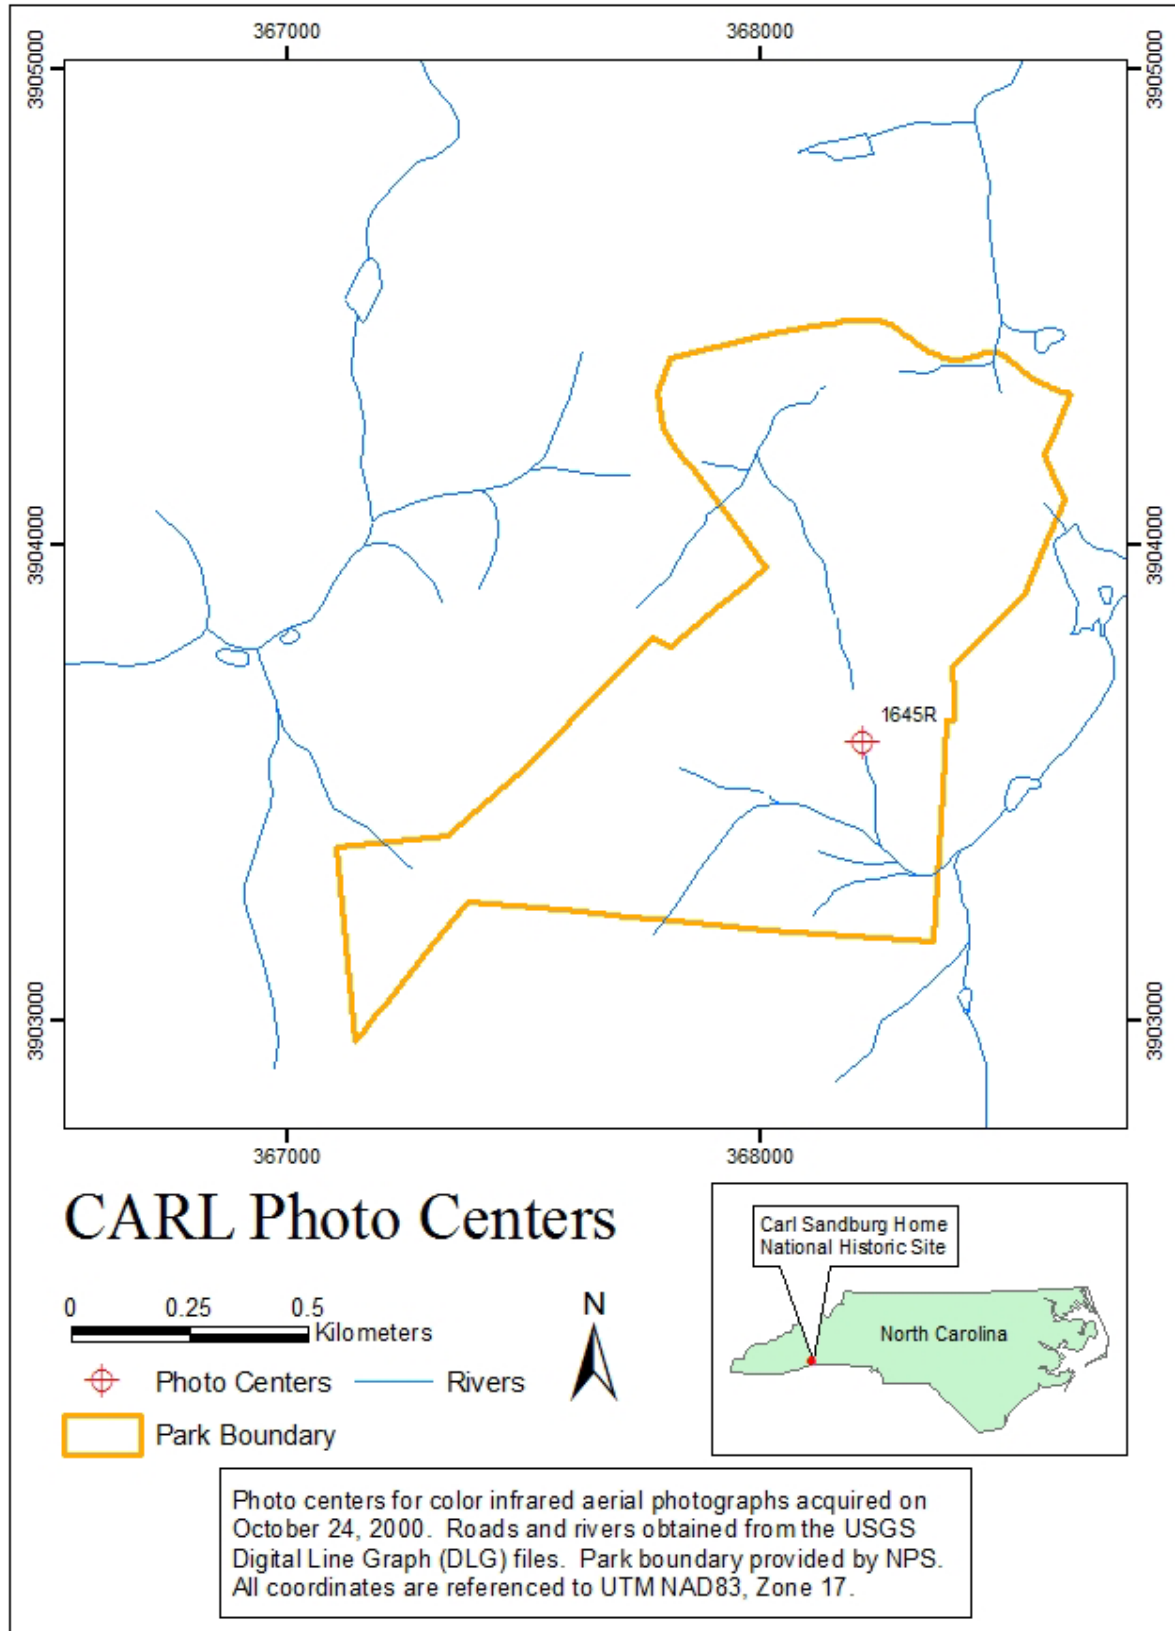 367000 368000
3905000 3905000
1645R
3904000 3904000
3903000 3903000
367000 368000
CARL Photo Centers
0 0.25 0.5
Kilometers
N
Photo Centers
Rivers
Park Boundary
Carl Sandburg Home
National Historic Site
North Carolina
Photo centers for color infrared aerial photographs acquired on
October 24, 2000. Roads and rivers obtained from the USGS
Digital Line Graph (DLG) files. Park boundary provided by NPS.
All coordinates are referenced to UTM NAD83, Zone 17.